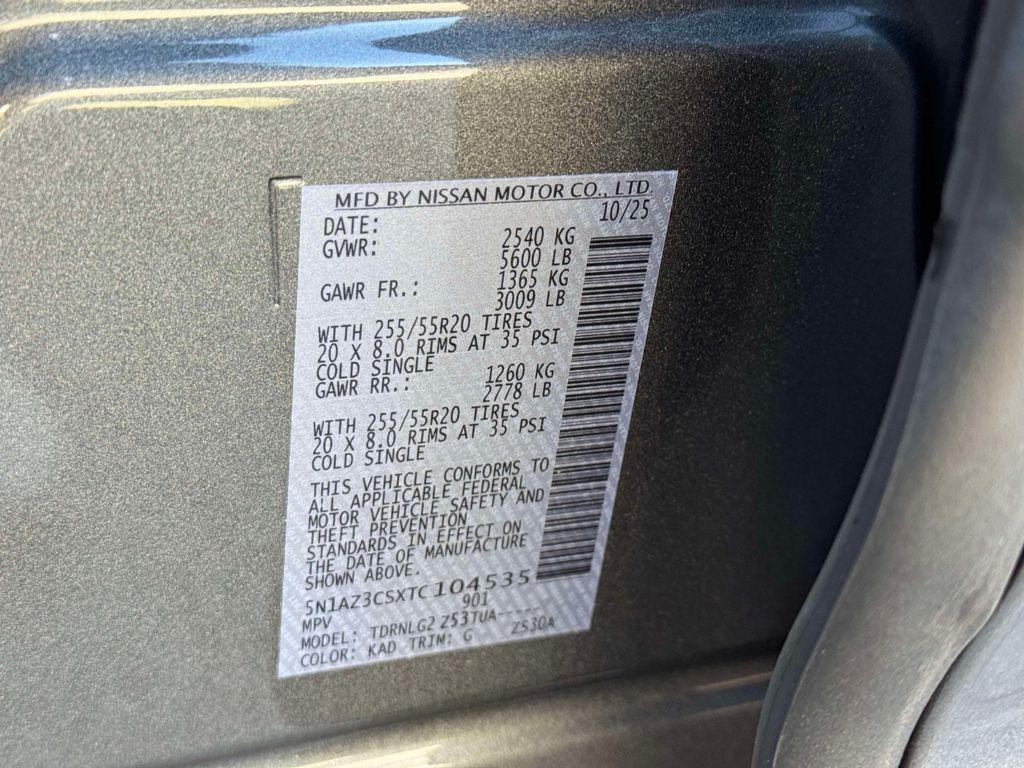 MFD BY NISSAN MOTOR CO., LTD.
DATE: 10/25
GVWR: 2540 KG
5600 LB
GAWR FR.: 1365 KG
3009 LB
WITH 255/55R20 TIRES
20 X 8.0 RIMS AT 35 PSI
COLD SINGLE
GAWR RR.: 1260 KG
2778 LB
WITH 255/55R20 TIRES
20 X 8.0 RIMS AT 35 PSI
COLD SINGLE
THIS VEHICLE CONFORMS TO
ALL APPLICABLE FEDERAL
MOTOR VEHICLE SAFETY AND
THEFT PREVENTION
STANDARDS IN EFFECT ON
THE DATE OF MANUFACTURE
SHOWN ABOVE.
5N1AZ3CSXTC104535
MPV 901
MODEL: TDRNLG2 Z53TUA-----
COLOR: KAD TRIM: G Z530A